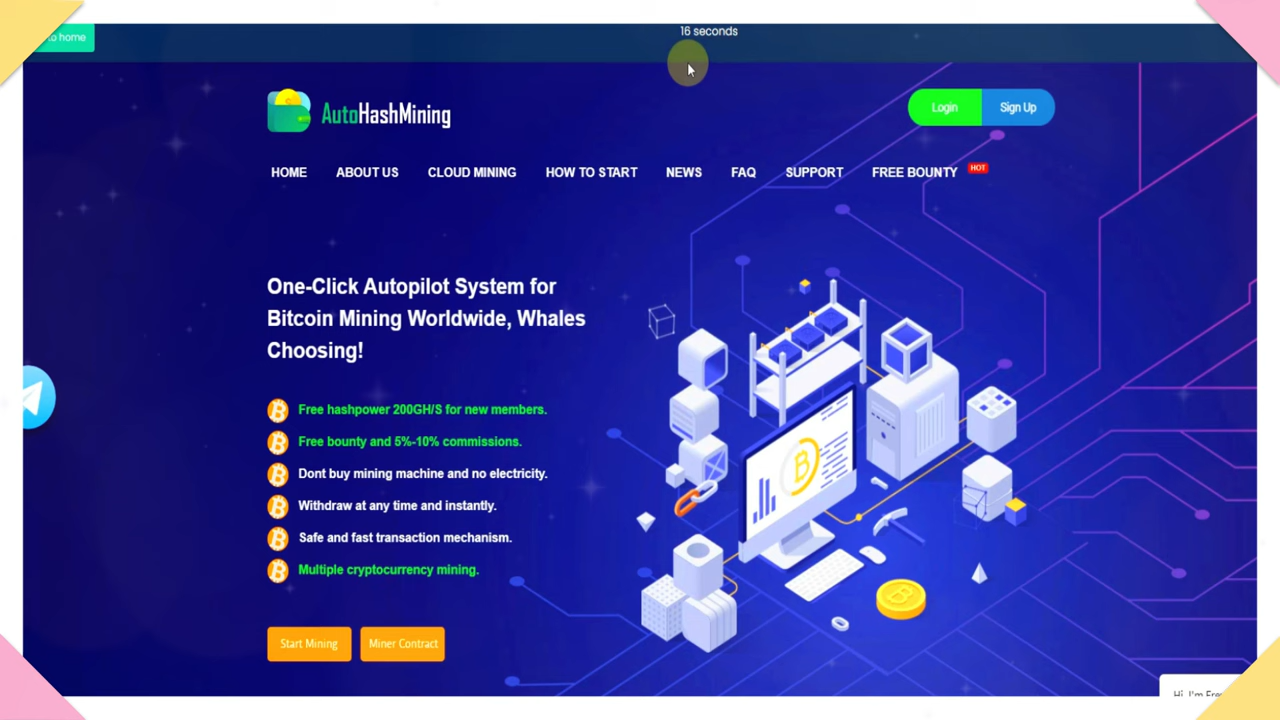 to home
16 seconds
AutoHashMining
Login
Sign Up
HOME
ABOUT US
CLOUD MINING
HOW TO START
NEWS
FAQ
SUPPORT
FREE BOUNTY
HOT
One-Click Autopilot System for
Bitcoin Mining Worldwide, Whales
Choosing!
Free hashpower 200GH/S for new members.
Free bounty and 5%-10% commissions.
Dont buy mining machine and no electricity.
Withdraw at any time and instantly.
Safe and fast transaction mechanism.
Multiple cryptocurrency mining.
Start Mining
Miner Contract
Hi, I'm